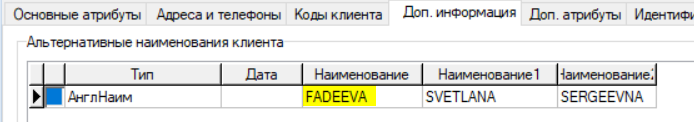 Основные атрибуты Адреса и телефоны Коды клиента Доп. информация Доп. атрибуты Идентифи
Альтернативные наименования клиента
Тип Дата Наименование Наименование1 Наименование2
АнглНаим FADEEVA SVETLANA SERGEEVNA